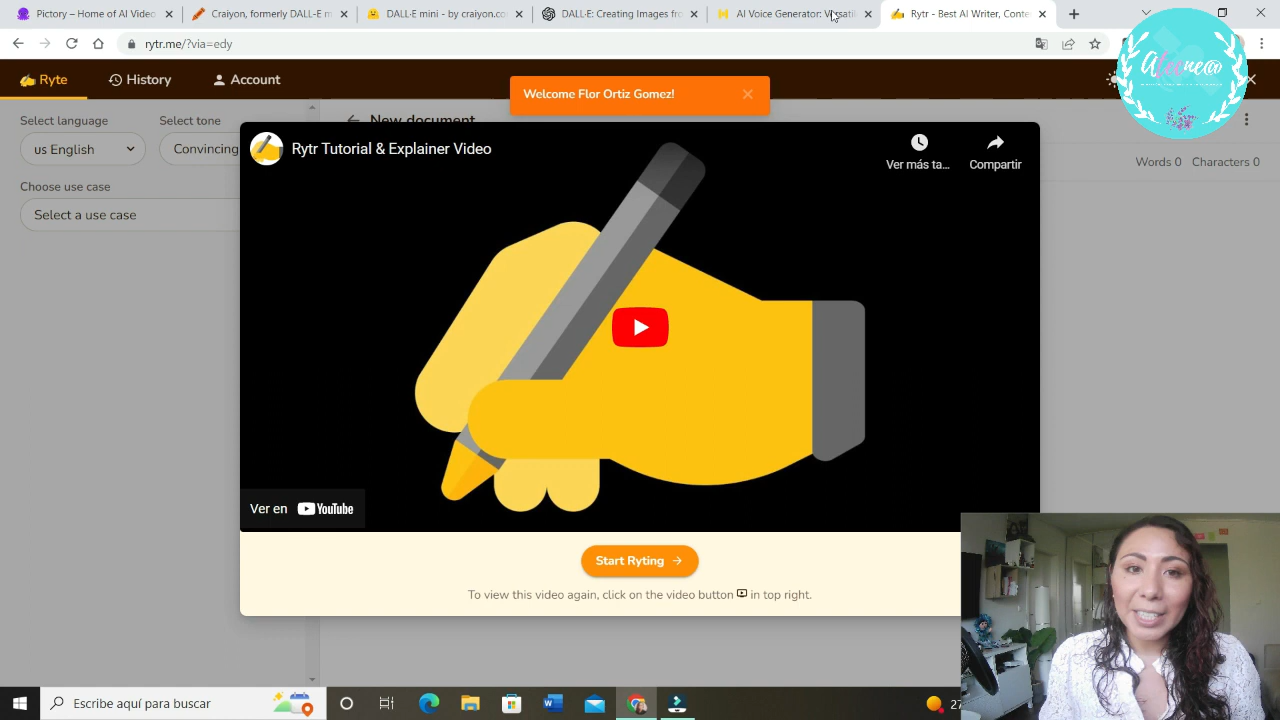 Pictory – Home of AI Video
Craiyon, formerly DALL-E m
DALL·E mini - by craiyon.co
DALL·E: Creating Images fro
AI Voice Generator: Versatil
Rytr - Best AI Writer, Conte
rytr.me/?via=edy
Ryte
History
Account
Welcome Flor Ortiz Gomez!
Select language
Select tone
us English
Convincing
New document
Words 0
Characters 0
Choose use case
Select a use case
Rytr Tutorial & Explainer Video
Ver más ta...
Compartir
Ver en YouTube
Start Ryting
To view this video again, click on the video button in top right.
Escribe aquí para buscar
27